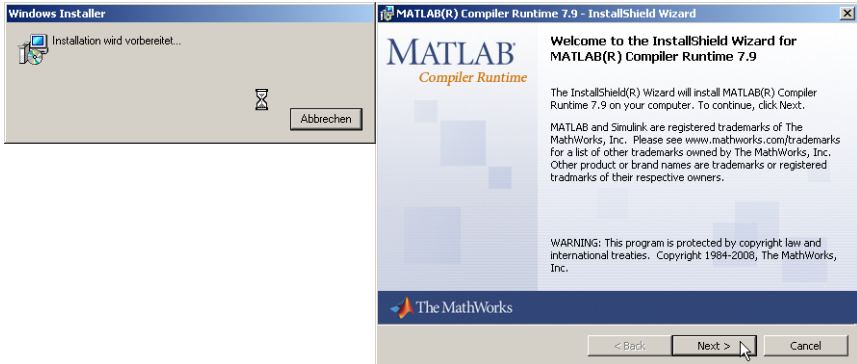 Windows Installer
Installation wird vorbereitet...
Abbrechen
MATLAB(R) Compiler Runtime 7.9 - InstallShield Wizard
MATLAB®
Compiler Runtime
Welcome to the InstallShield Wizard for
MATLAB(R) Compiler Runtime 7.9
The InstallShield(R) Wizard will install MATLAB(R) Compiler
Runtime 7.9 on your computer. To continue, click Next.
MATLAB and Simulink are registered trademarks of The
MathWorks, Inc. Please see www.mathworks.com/trademarks
for a list of other trademarks owned by The MathWorks, Inc.
Other product or brand names are trademarks or registered
tradmarks of their respective owners.
WARNING: This program is protected by copyright law and
international treaties. Copyright 1984-2008, The MathWorks,
Inc.
The MathWorks
< Back
Next >
Cancel